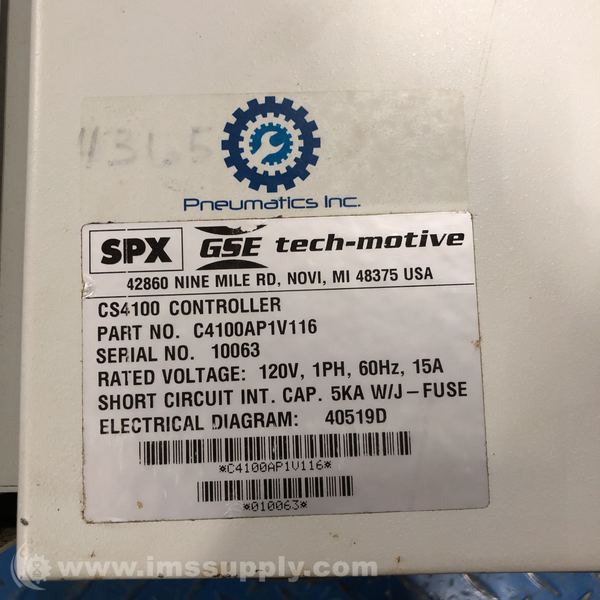 Pneumatics Inc.
SPX GSE tech-motive
42860 NINE MILE RD, NOVI, MI 48375 USA
CS4100 CONTROLLER
PART NO. C4100AP1V116
SERIAL NO. 10063
RATED VOLTAGE: 120V, 1PH, 60Hz, 15A
SHORT CIRCUIT INT. CAP. 5KA W/J-FUSE
ELECTRICAL DIAGRAM: 40519D
*C4100AP1V116*
*010063*
© www.imssupply.com